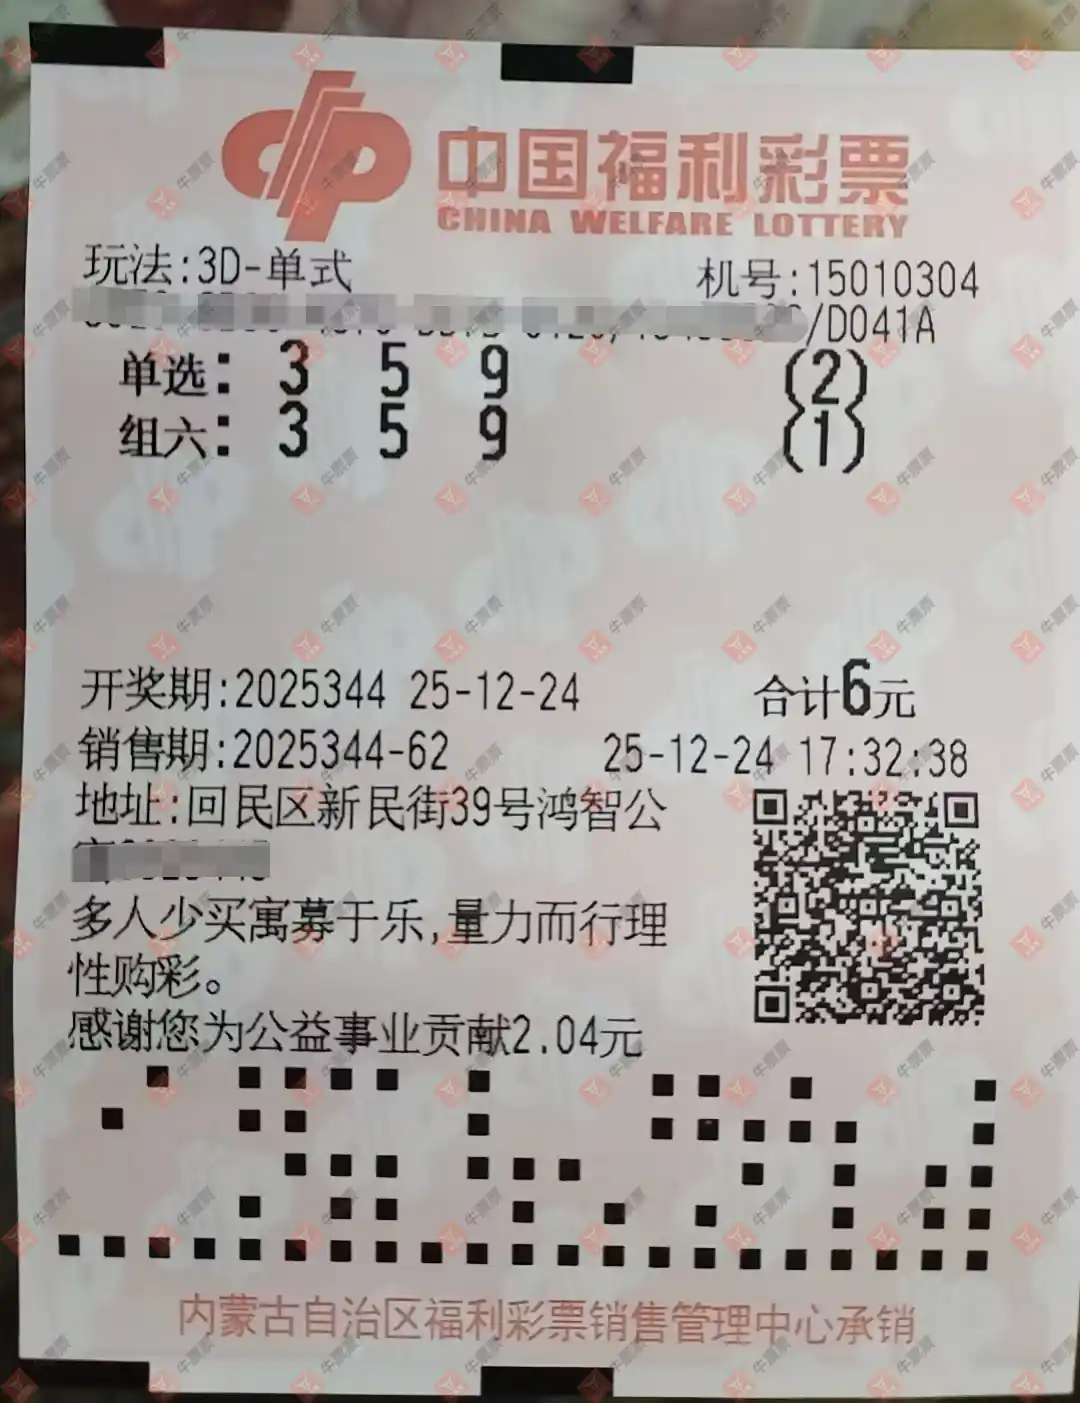 中国福利彩票
CHINA WELFARE LOTTERY
玩法:3D-单式 机号:15010304
/D041A
单选: 3 5 9 (2)
组六: 3 5 9 (1)
开奖期:2025344 25-12-24 合计6元
销售期:2025344-62 25-12-24 17:32:38
地址:回民区新民街39号鸿智公
多人少买寓募于乐,量力而行理
性购彩。
感谢您为公益事业贡献2.04元
内蒙古自治区福利彩票销售管理中心承销
牛票票